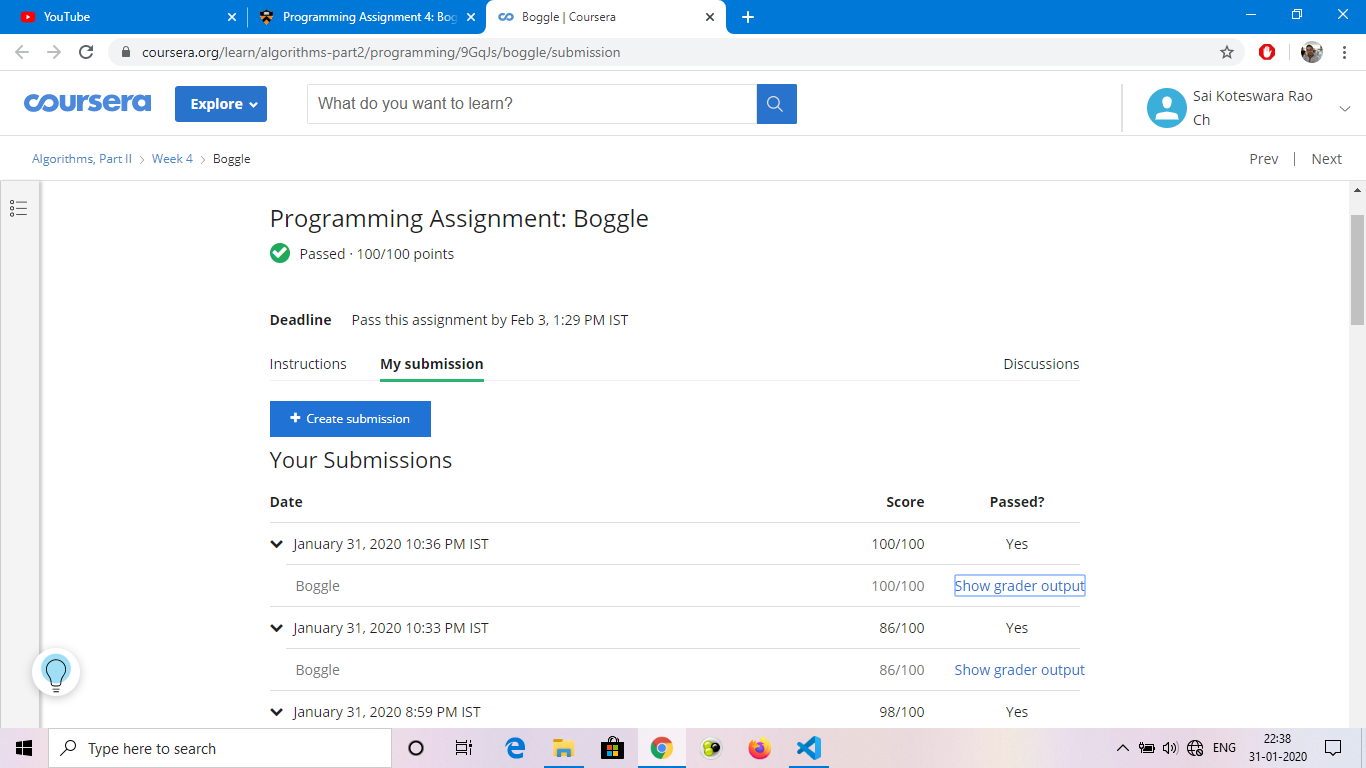 YouTube
Programming Assignment 4: Bog
Boggle | Coursera
coursera.org/learn/algorithms-part2/programming/9GqJs/boggle/submission
coursera
Explore
What do you want to learn?
Sai Koteswara Rao
Ch
Algorithms, Part II > Week 4 > Boggle
Prev | Next
Programming Assignment: Boggle
Passed · 100/100 points
Deadline Pass this assignment by Feb 3, 1:29 PM IST
Instructions My submission Discussions
+ Create submission
Your Submissions
Date Score Passed?
January 31, 2020 10:36 PM IST 100/100 Yes
Boggle 100/100 Show grader output
January 31, 2020 10:33 PM IST 86/100 Yes
Boggle 86/100 Show grader output
January 31, 2020 8:59 PM IST 98/100 Yes
Type here to search
ENG
22:38
31-01-2020